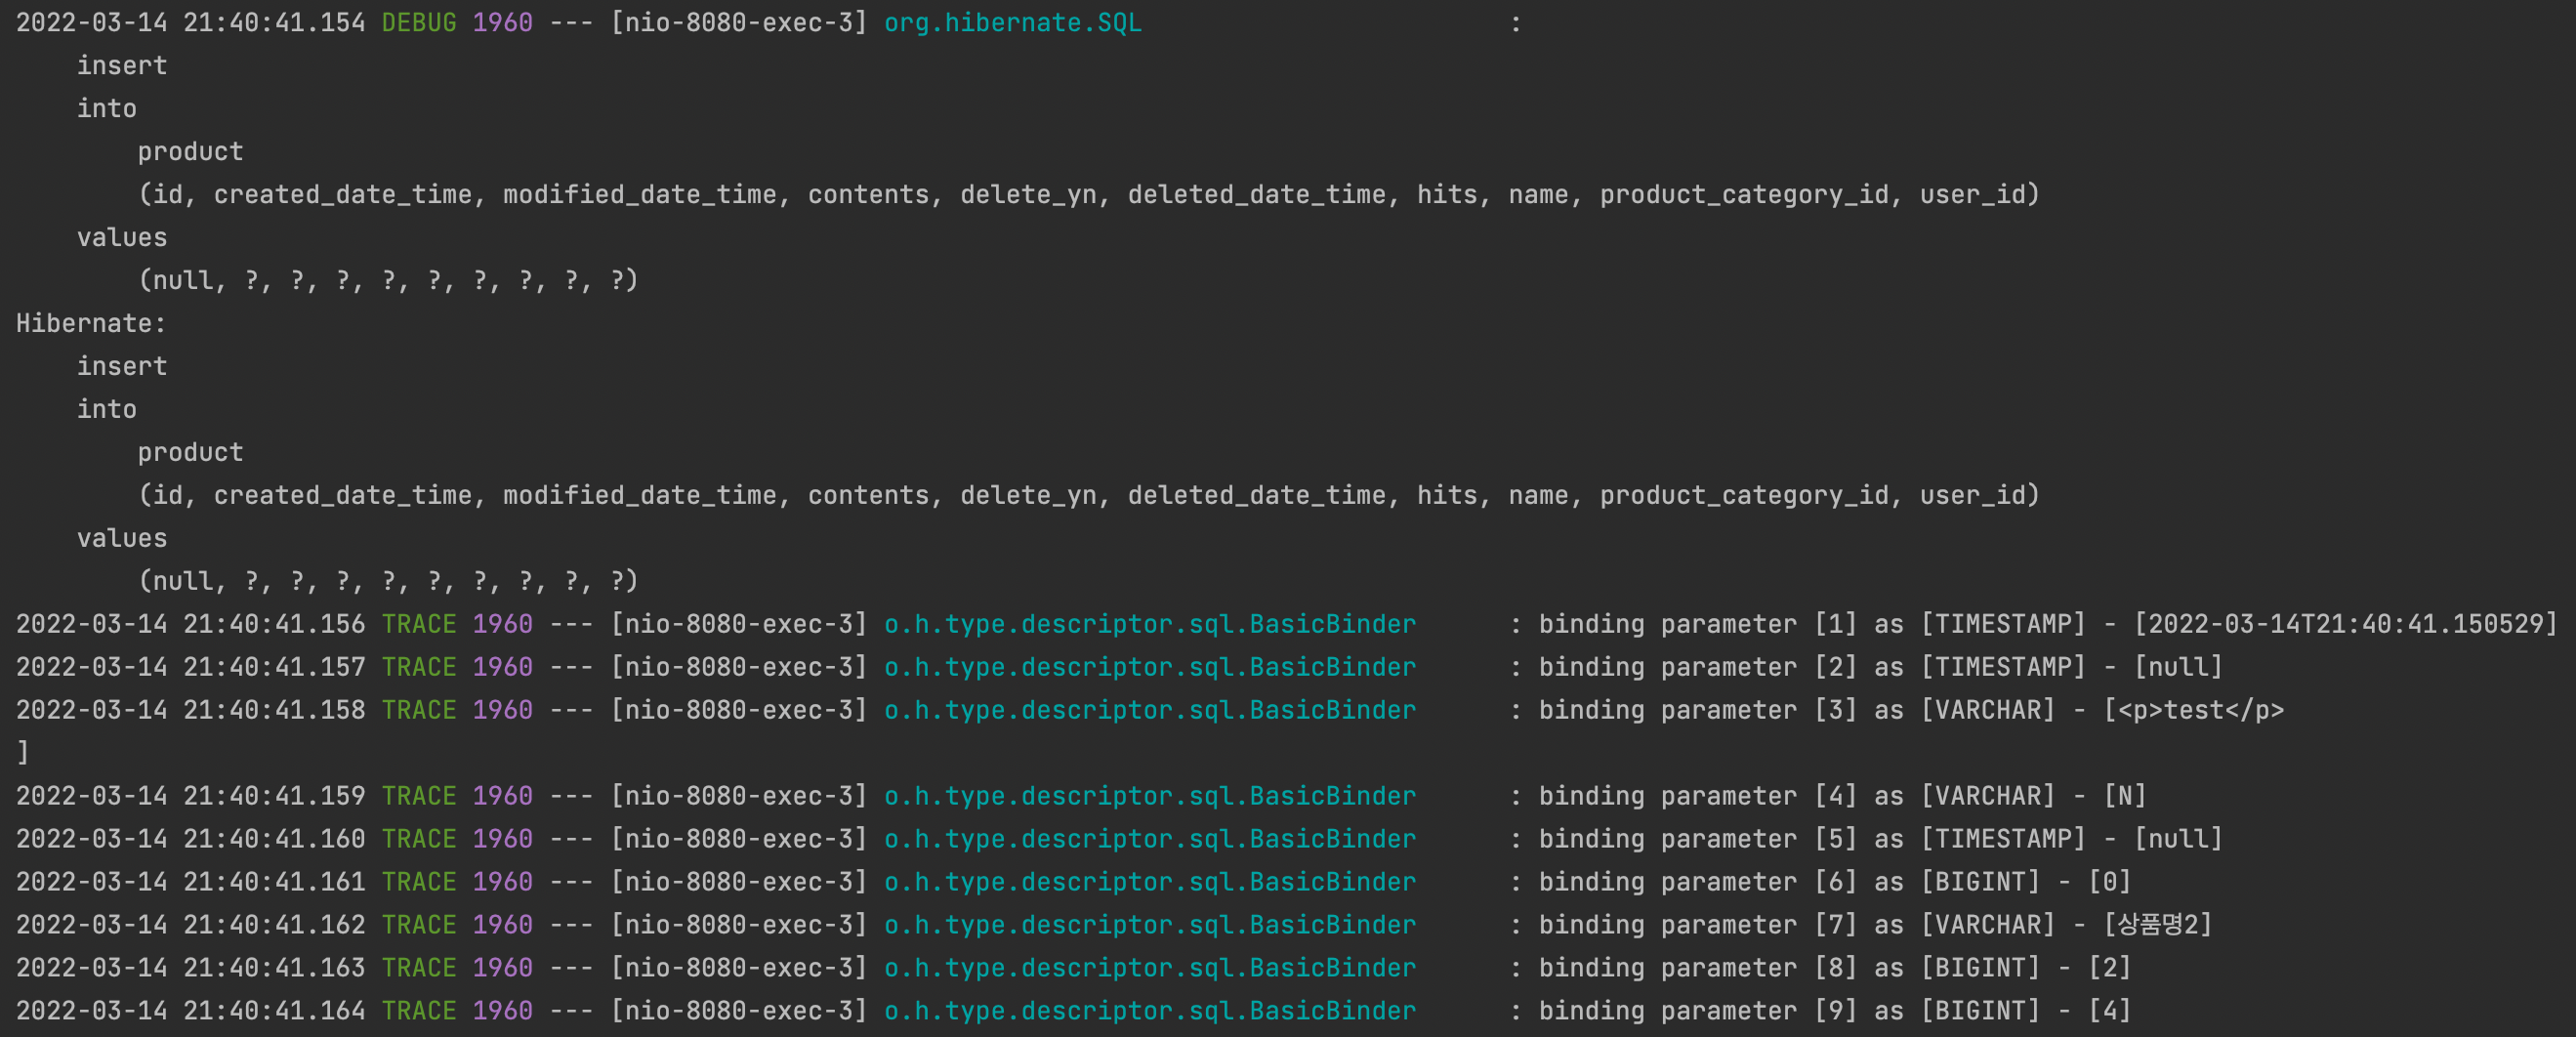 2022-03-14 21:40:41.154 DEBUG 1960 --- [nio-8080-exec-3] org.hibernate.SQL                        :
    insert
    into
        product
        (id, created_date_time, modified_date_time, contents, delete_yn, deleted_date_time, hits, name, product_category_id, user_id)
    values
        (null, ?, ?, ?, ?, ?, ?, ?, ?, ?)
Hibernate:
    insert
    into
        product
        (id, created_date_time, modified_date_time, contents, delete_yn, deleted_date_time, hits, name, product_category_id, user_id)
    values
        (null, ?, ?, ?, ?, ?, ?, ?, ?, ?)
2022-03-14 21:40:41.156 TRACE 1960 --- [nio-8080-exec-3] o.h.type.descriptor.sql.BasicBinder      : binding parameter [1] as [TIMESTAMP] - [2022-03-14T21:40:41.150529]
2022-03-14 21:40:41.157 TRACE 1960 --- [nio-8080-exec-3] o.h.type.descriptor.sql.BasicBinder      : binding parameter [2] as [TIMESTAMP] - [null]
2022-03-14 21:40:41.158 TRACE 1960 --- [nio-8080-exec-3] o.h.type.descriptor.sql.BasicBinder      : binding parameter [3] as [VARCHAR] - [<p>test</p>
]
2022-03-14 21:40:41.159 TRACE 1960 --- [nio-8080-exec-3] o.h.type.descriptor.sql.BasicBinder      : binding parameter [4] as [VARCHAR] - [N]
2022-03-14 21:40:41.160 TRACE 1960 --- [nio-8080-exec-3] o.h.type.descriptor.sql.BasicBinder      : binding parameter [5] as [TIMESTAMP] - [null]
2022-03-14 21:40:41.161 TRACE 1960 --- [nio-8080-exec-3] o.h.type.descriptor.sql.BasicBinder      : binding parameter [6] as [BIGINT] - [0]
2022-03-14 21:40:41.162 TRACE 1960 --- [nio-8080-exec-3] o.h.type.descriptor.sql.BasicBinder      : binding parameter [7] as [VARCHAR] - [상품명2]
2022-03-14 21:40:41.163 TRACE 1960 --- [nio-8080-exec-3] o.h.type.descriptor.sql.BasicBinder      : binding parameter [8] as [BIGINT] - [2]
2022-03-14 21:40:41.164 TRACE 1960 --- [nio-8080-exec-3] o.h.type.descriptor.sql.BasicBinder      : binding parameter [9] as [BIGINT] - [4]